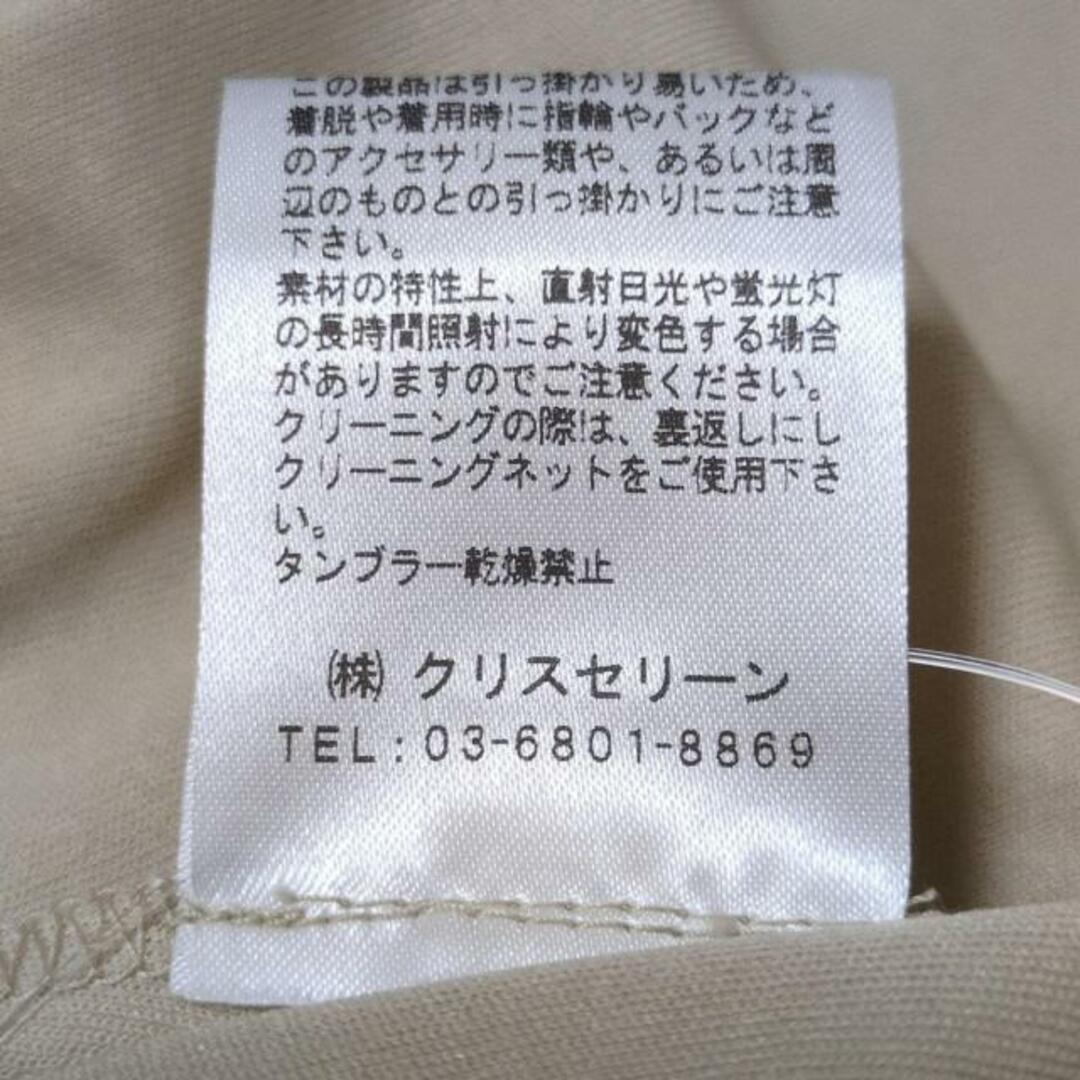 この製品は引っ掛かり易いため、
着脱や着用時に指輪やバックなど
のアクセサリー類や、あるいは周
辺のものとの引っ掛かりにご注意
下さい。
素材の特性上、直射日光や蛍光灯
の長時間照射により変色する場合
がありますのでご注意ください。
クリーニングの際は、裏返しにし
クリーニングネットをご使用下さ
い。
タンブラー乾燥禁止
㈱クリスセリーン
TEL:03-6801-8869